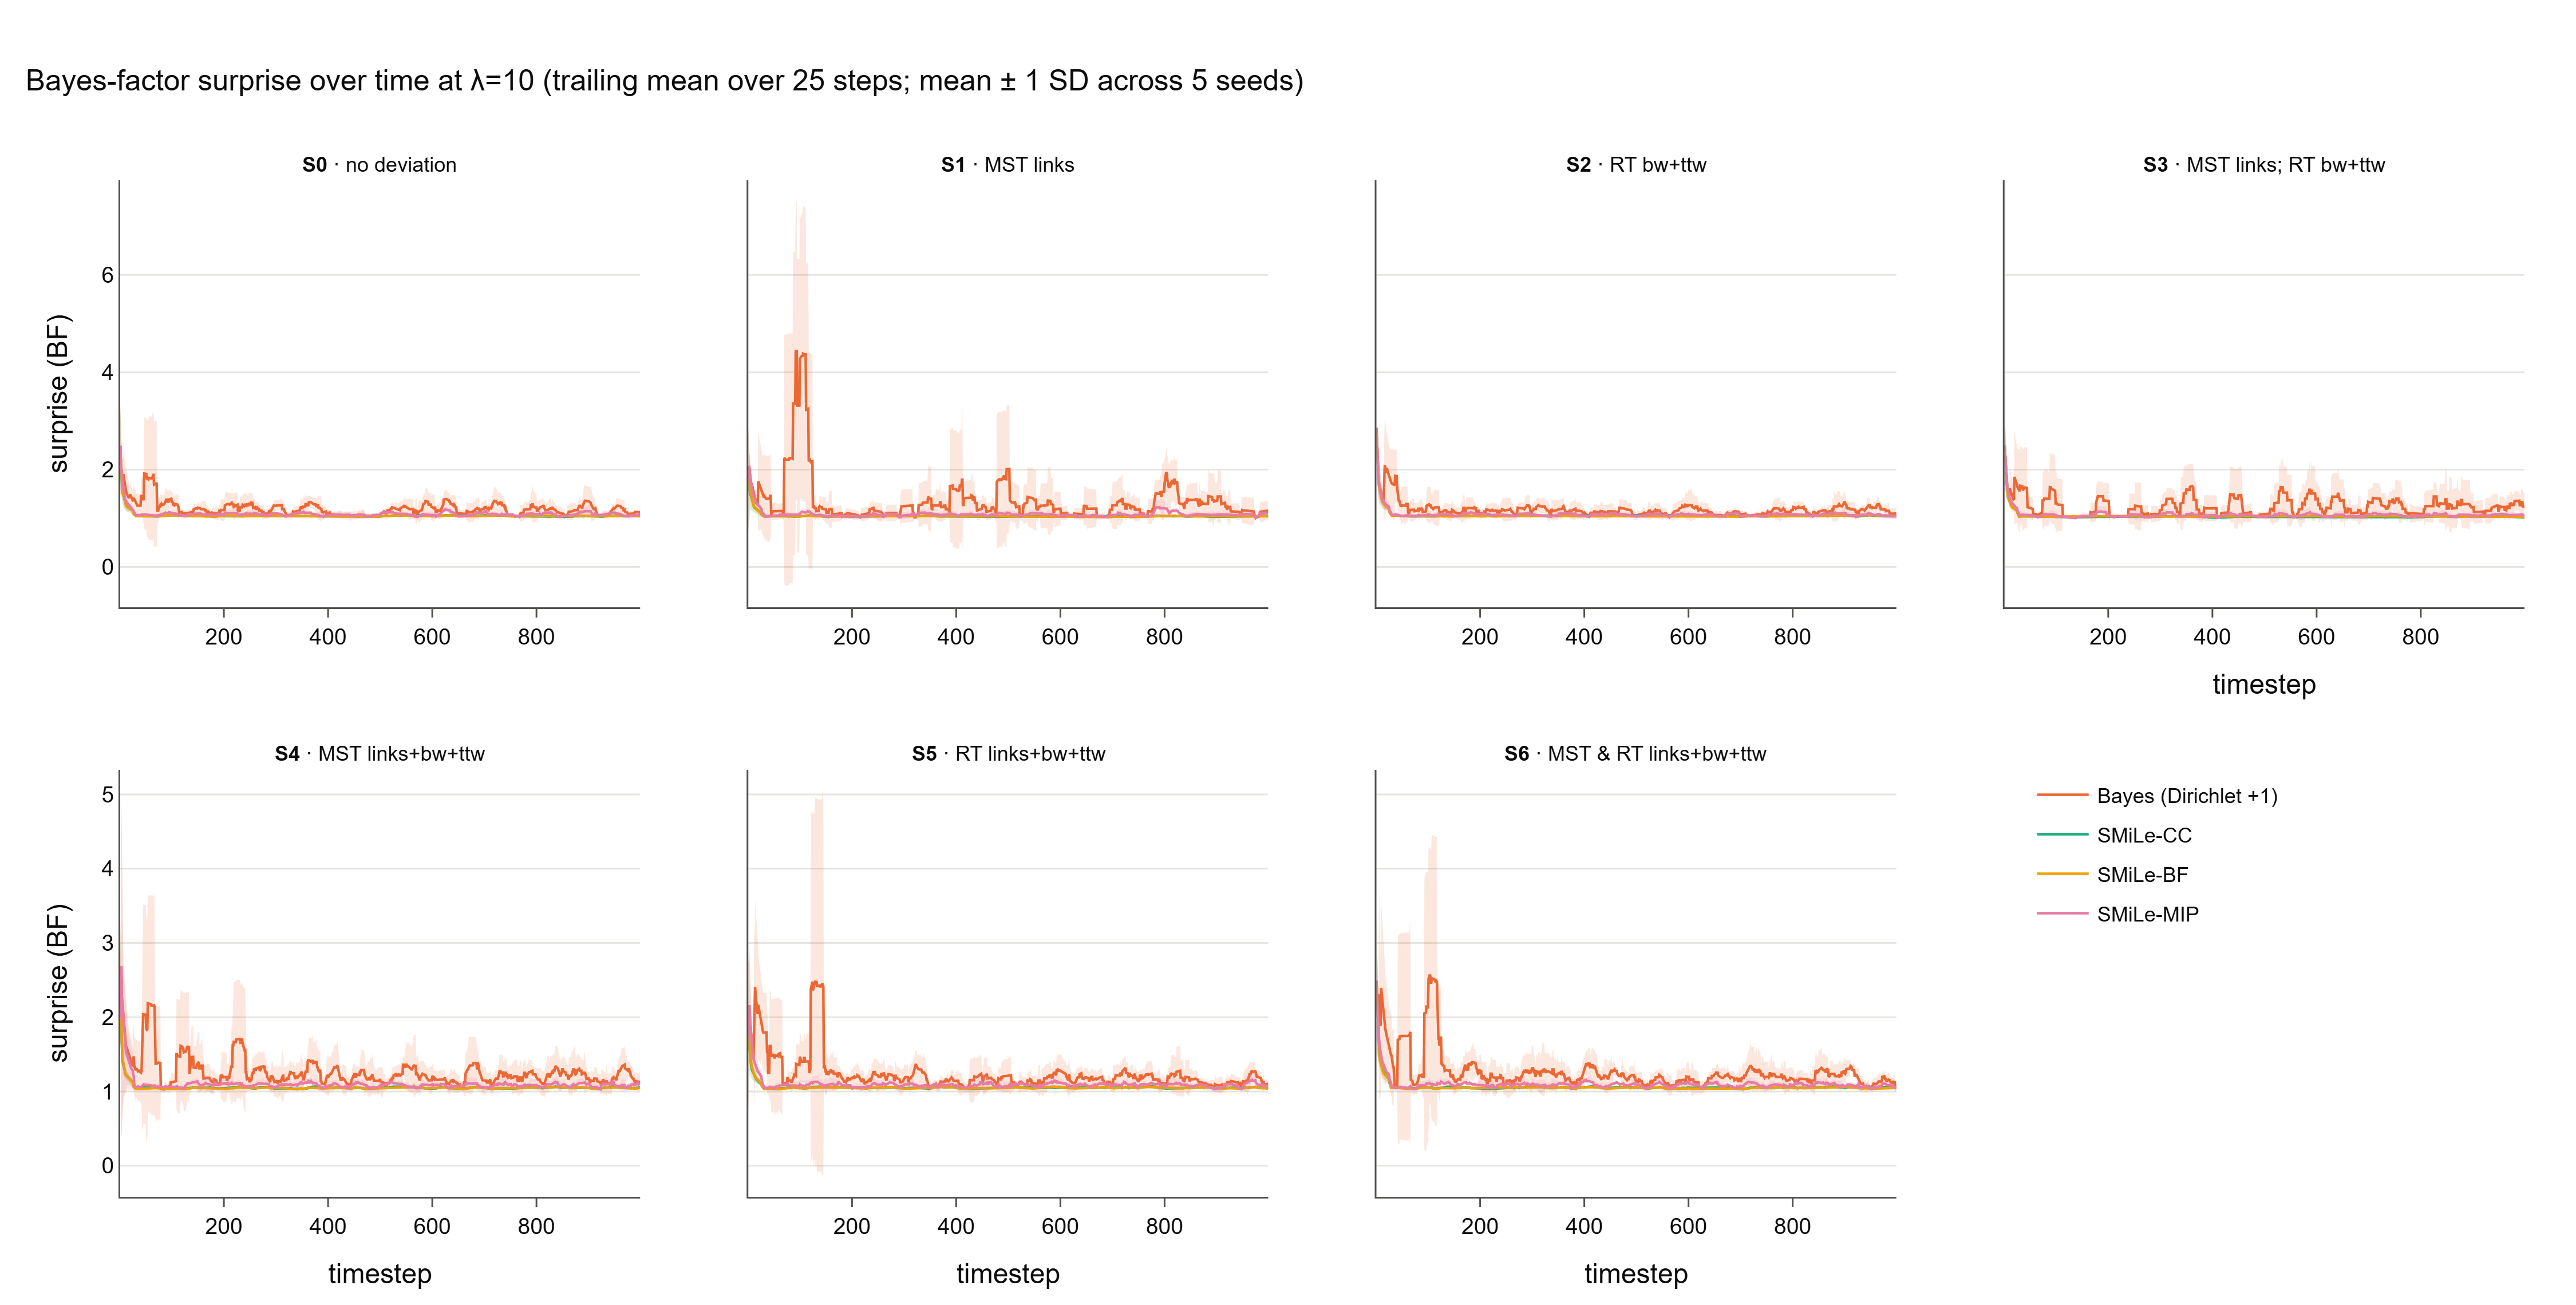 Bayes-factor surprise over time at λ=10 (trailing mean over 25 steps; mean ± 1 SD across 5 seeds)
S0 · no deviation
S1 · MST links
S2 · RT bw+ttw
S3 · MST links; RT bw+ttw
surprise (BF)
6
4
2
0
200 400 600 800
200 400 600 800
200 400 600 800
200 400 600 800
timestep
S4 · MST links+bw+ttw
S5 · RT links+bw+ttw
S6 · MST & RT links+bw+ttw
surprise (BF)
5
4
3
2
1
0
200 400 600 800
200 400 600 800
200 400 600 800
timestep
timestep
timestep
Bayes (Dirichlet +1)
SMiLe-CC
SMiLe-BF
SMiLe-MIP